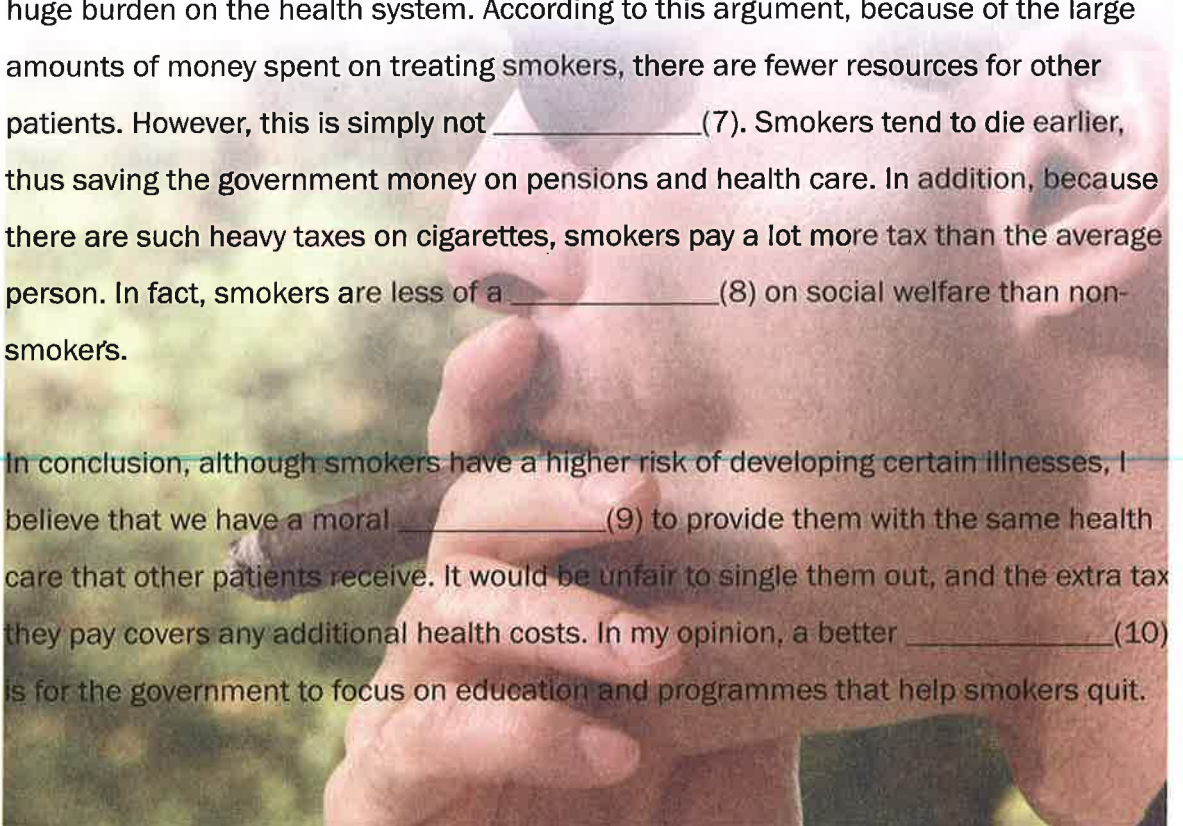 huge burden on the health system. According to this argument, because of the large
amounts of money spent on treating smokers, there are fewer resources for other
patients. However, this is simply not _____________(7). Smokers tend to die earlier,
thus saving the government money on pensions and health care. In addition, because
there are such heavy taxes on cigarettes, smokers pay a lot more tax than the average
person. In fact, smokers are less of a _____________(8) on social welfare than non-
smokers.
In conclusion, although smokers have a higher risk of developing certain illnesses, I
believe that we have a moral _____________(9) to provide them with the same health
care that other patients receive. It would be unfair to single them out, and the extra tax
they pay covers any additional health costs. In my opinion, a better _____________(10)
is for the government to focus on education and programmes that help smokers quit.